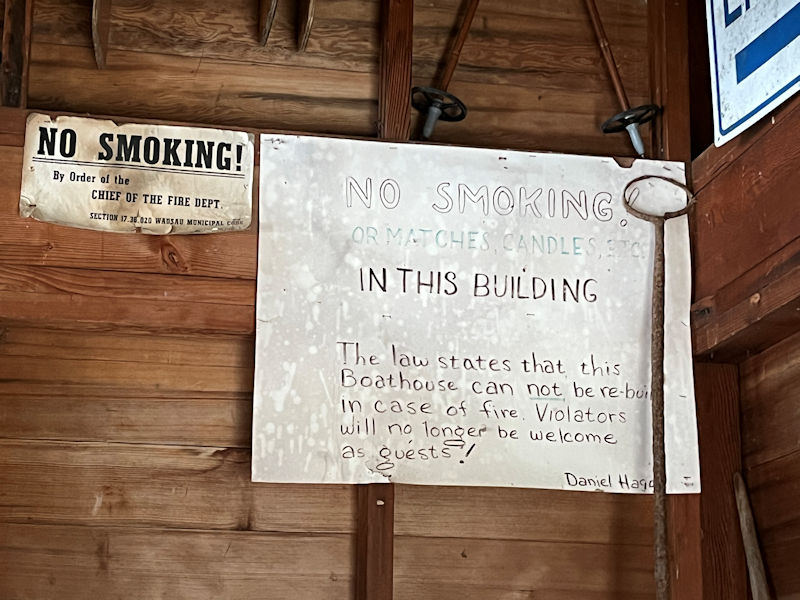 NO SMOKING!
By Order of the
CHIEF OF THE FIRE DEPT.
SECTION 17.36.020 WAUSAU MUNICIPAL CODE
NO SMOKING!
OR MATCHES, CANDLES, ETC.
IN THIS BUILDING
The law states that this
Boathouse can not be re-buil
in case of fire. Violators
will no longer be welcome
as guests!
Daniel